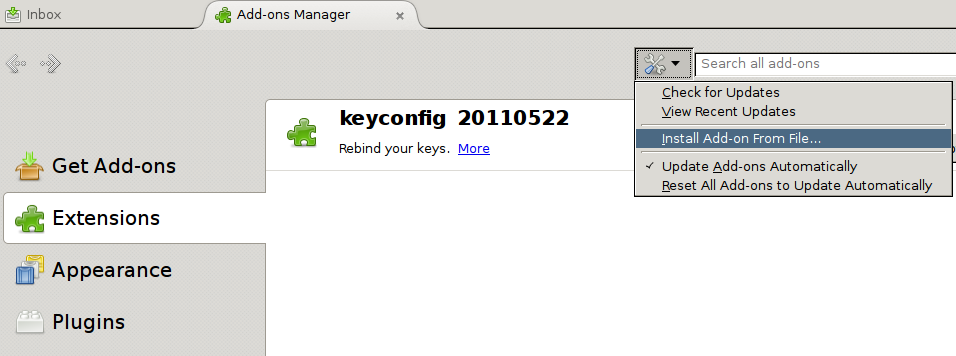 Inbox
Add-ons Manager
Search all add-ons
Check for Updates
View Recent Updates
Install Add-on From File...
Update Add-ons Automatically
Reset All Add-ons to Update Automatically
keyconfig 20110522
Rebind your keys. More
Get Add-ons
Extensions
Appearance
Plugins